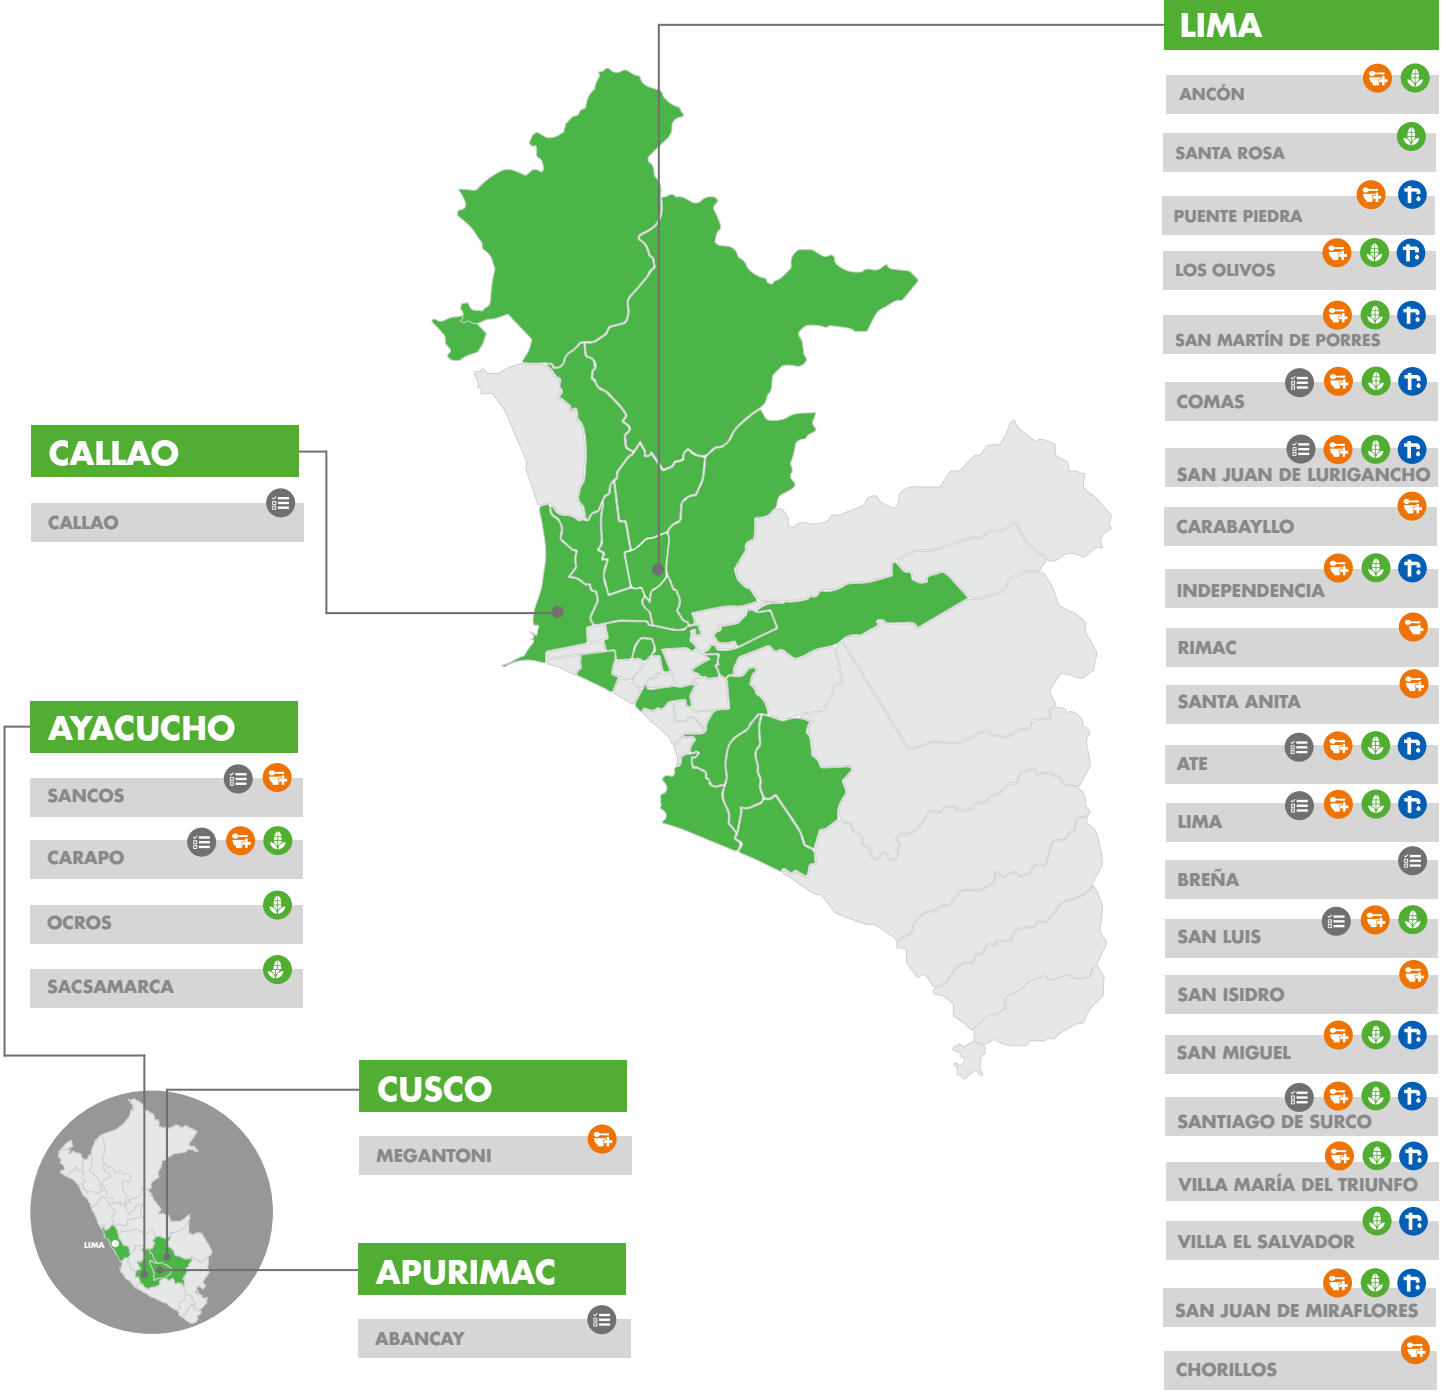 LIMA
ANCÓN
SANTA ROSA
PUENTE PIEDRA
LOS OLIVOS
SAN MARTÍN DE PORRES
COMAS
SAN JUAN DE LURIGANCHO
CARABAYLLO
INDEPENDENCIA
RIMAC
SANTA ANITA
ATE
LIMA
BREÑA
SAN LUIS
SAN ISIDRO
SAN MIGUEL
SANTIAGO DE SURCO
VILLA MARÍA DEL TRIUNFO
VILLA EL SALVADOR
SAN JUAN DE MIRAFLORES
CHORILLOS
CALLAO
CALLAO
AYACUCHO
SANCOS
CARAPO
OCROS
SACSAMARCA
CUSCO
MEGANTONI
APURIMAC
ABANCAY
LIMA